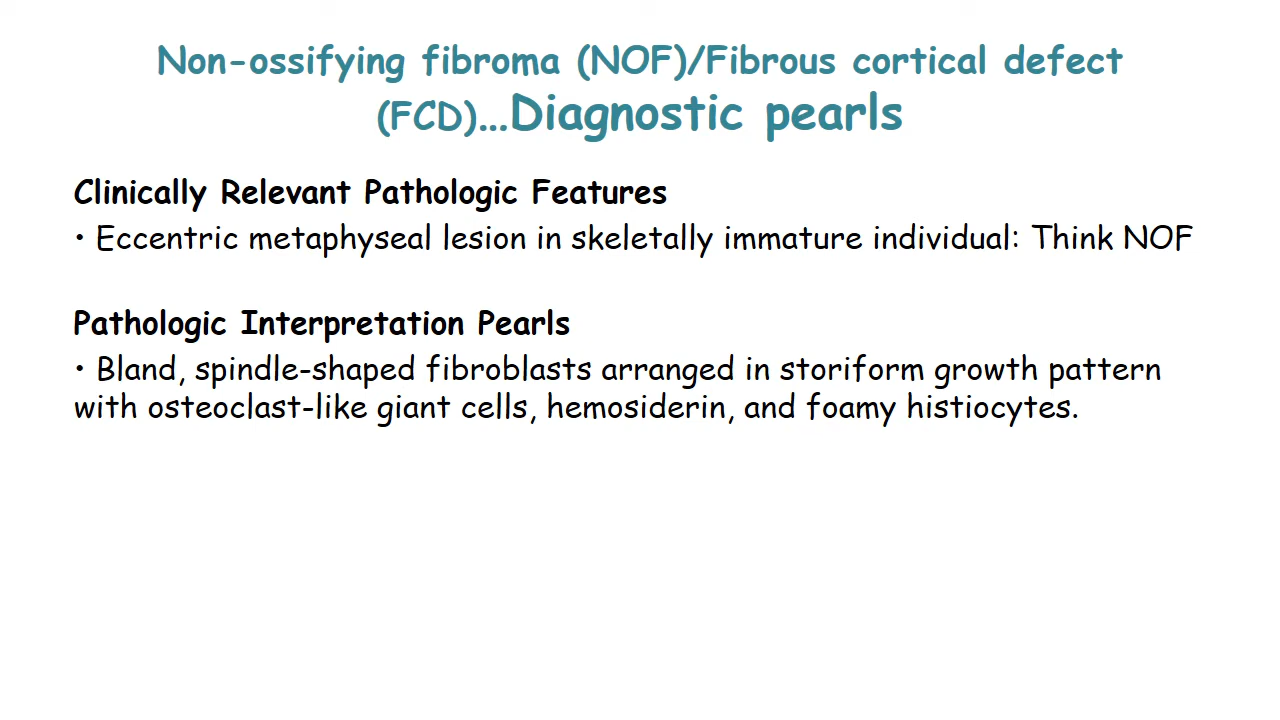 Non-ossifying fibroma (NOF)/Fibrous cortical defect
(FCD)...Diagnostic pearls
Clinically Relevant Pathologic Features
• Eccentric metaphyseal lesion in skeletally immature individual: Think NOF
Pathologic Interpretation Pearls
• Bland, spindle-shaped fibroblasts arranged in storiform growth pattern
with osteoclast-like giant cells, hemosiderin, and foamy histiocytes.